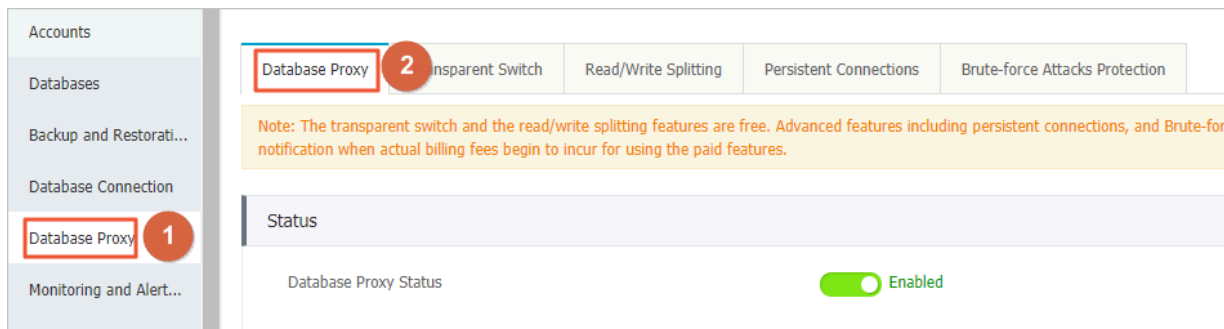 Accounts
Databases
Backup and Restorati...
Database Connection
Database Proxy 1
Monitoring and Alert...
Database Proxy 2 Switch Read/Write Splitting Persistent Connections Brute-force Attacks Protection
Note: The transparent switch and the read/write splitting features are free. Advanced features including persistent connections, and
notification when actual billing fees begin to incur for using the paid features.
Status
Database Proxy Status Enabled